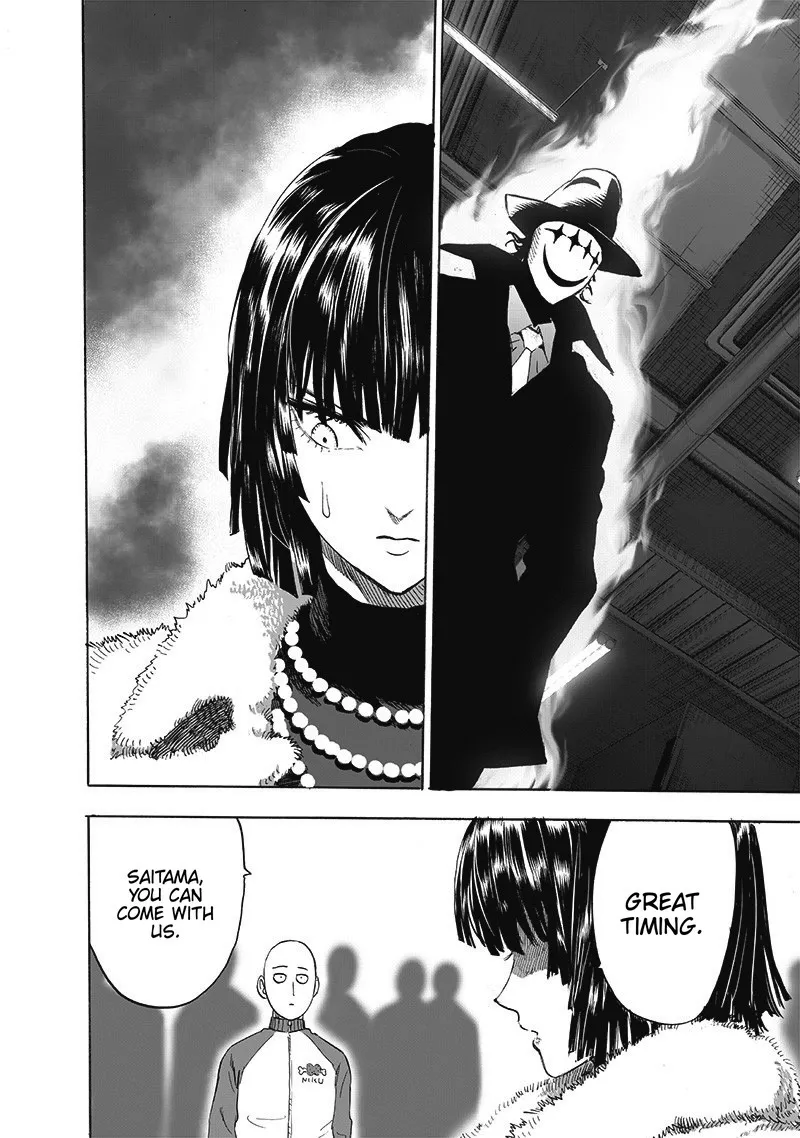 GREAT
TIMING.
SAITAMA,
YOU CAN
COME WITH
US.
NIKU